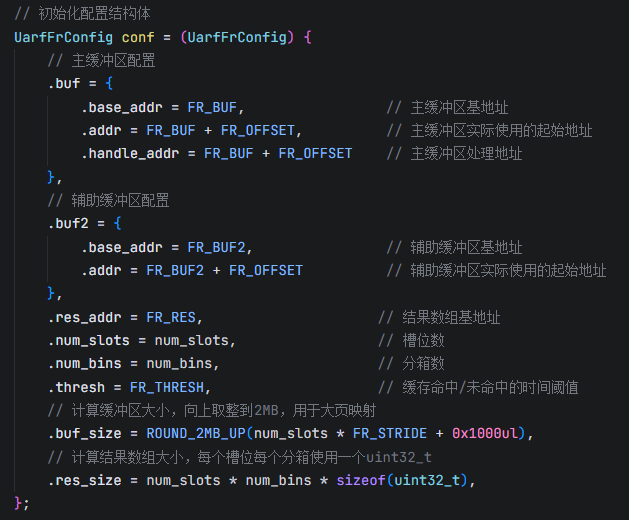 // 初始化配置结构体
UarfFrConfig conf = (UarfFrConfig) {
// 主缓冲区配置
.buf = {
.base_addr = FR_BUF, // 主缓冲区基地址
.addr = FR_BUF + FR_OFFSET, // 主缓冲区实际使用的起始地址
.handle_addr = FR_BUF + FR_OFFSET // 主缓冲区处理地址
},
// 辅助缓冲区配置
.buf2 = {
.base_addr = FR_BUF2, // 辅助缓冲区基地址
.addr = FR_BUF2 + FR_OFFSET // 辅助缓冲区实际使用的起始地址
},
.res_addr = FR_RES, // 结果数组基地址
.num_slots = num_slots, // 槽位数
.num_bins = num_bins, // 分箱数
.thresh = FR_THRESH, // 缓存命中/未命中的时间阈值
// 计算缓冲区大小，向上取整到2MB，用于大页映射
.buf_size = ROUND_2MB_UP(num_slots * FR_STRIDE + 0x1000ul),
// 计算结果数组大小，每个槽位每个分箱使用一个uint32_t
.res_size = num_slots * num_bins * sizeof(uint32_t),
};